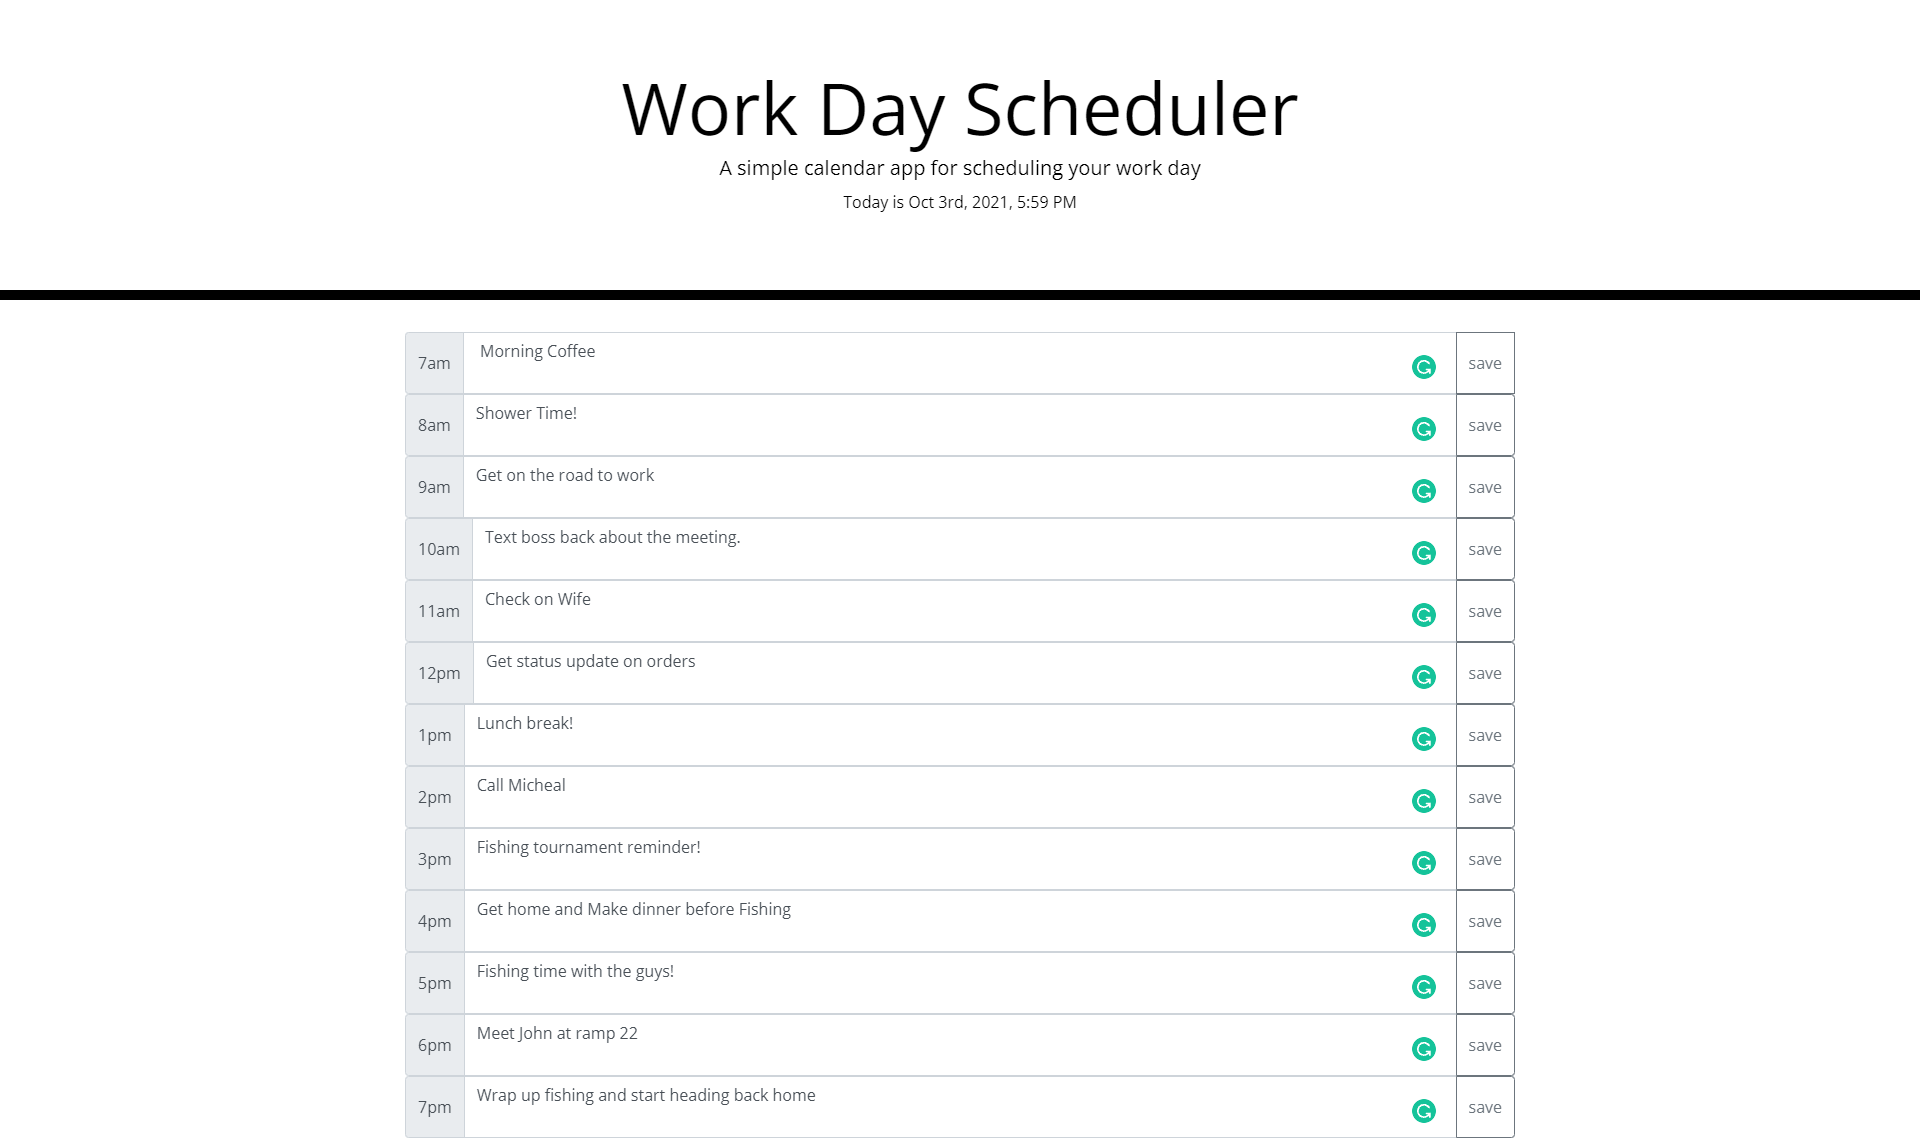 Work Day Scheduler
A simple calendar app for scheduling your work day
Today is Oct 3rd, 2021, 5:59 PM
7am Morning Coffee save
8am Shower Time! save
9am Get on the road to work save
10am Text boss back about the meeting. save
11am Check on Wife save
12pm Get status update on orders save
1pm Lunch break! save
2pm Call Micheal save
3pm Fishing tournament reminder! save
4pm Get home and Make dinner before Fishing save
5pm Fishing time with the guys! save
6pm Meet John at ramp 22 save
7pm Wrap up fishing and start heading back home save